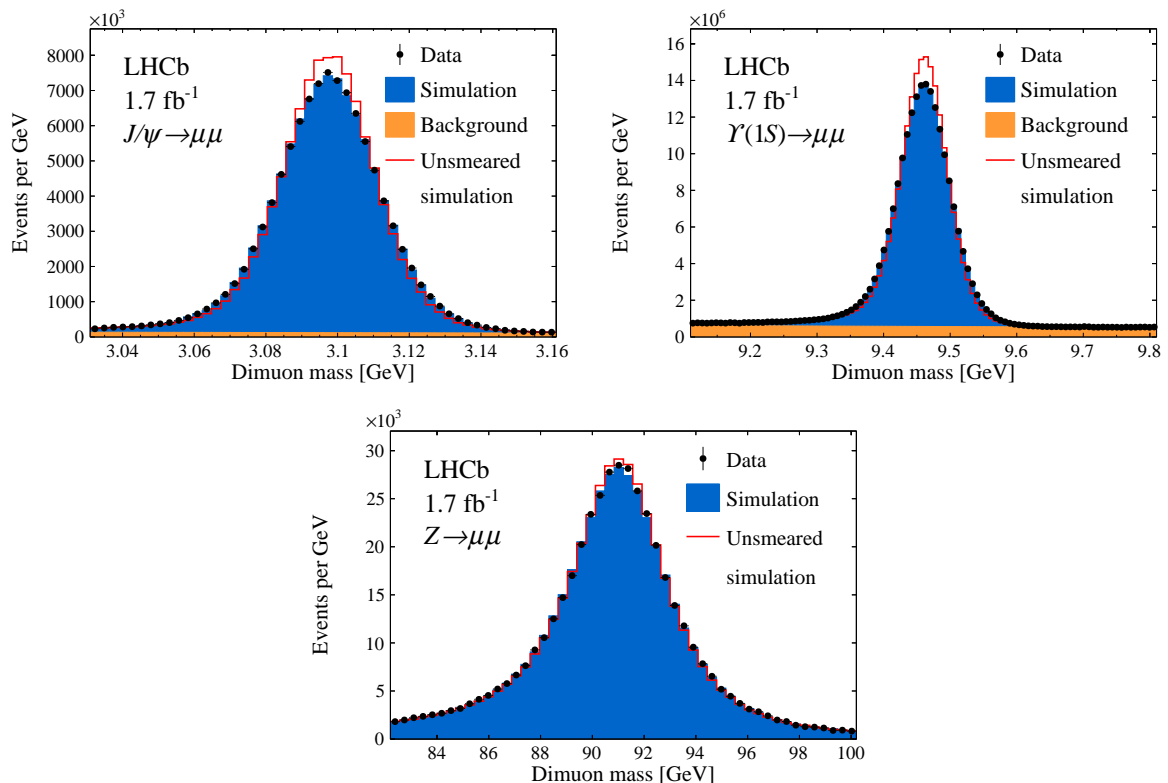 ×10³
8000
7000
6000
5000
4000
3000
2000
1000
0
Events per GeV
LHCb
1.7 fb⁻¹
J/ψ→μμ
Data
Simulation
Background
Unsmeared
simulation
3.04 3.06 3.08 3.1 3.12 3.14 3.16
Dimuon mass [GeV]
×10⁶
16
14
12
10
8
6
4
2
0
Events per GeV
LHCb
1.7 fb⁻¹
ϒ(1S)→μμ
Data
Simulation
Background
Unsmeared
simulation
9.2 9.3 9.4 9.5 9.6 9.7 9.8
Dimuon mass [GeV]
×10³
30
25
20
15
10
5
0
Events per GeV
LHCb
1.7 fb⁻¹
Z→μμ
Data
Simulation
Unsmeared
simulation
84 86 88 90 92 94 96 98 100
Dimuon mass [GeV]